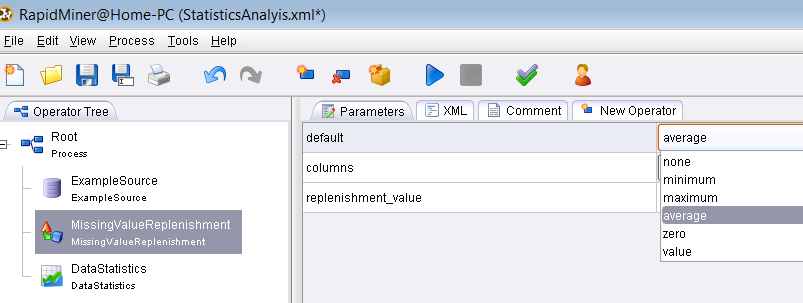 RapidMiner@Home-PC (StatisticsAnalyis.xml*)
File Edit View Process Tools Help
Operator Tree
Root
Process
ExampleSource
ExampleSource
MissingValueReplenishment
MissingValueReplenishment
DataStatistics
DataStatistics
Parameters XML Comment New Operator
default average
columns
replenishment_value
none
minimum
maximum
average
zero
value